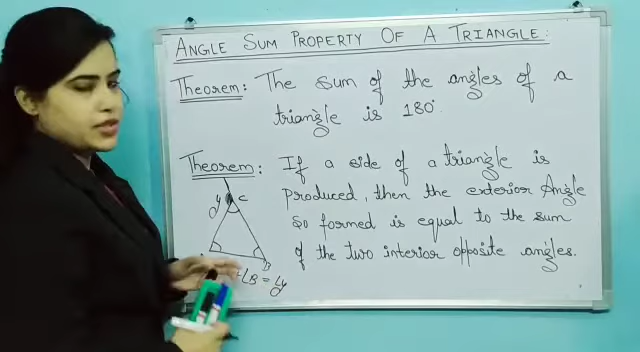 ANGLE SUM PROPERTY OF A TRIANGLE:
Theorem: The sum of the angles of a
triangle is 180°
Theorem: If a side of a triangle is
produced, then the exterior Angle
so formed is equal to the sum
of the two interior opposite angles.
y C
B
∠B = ∠y